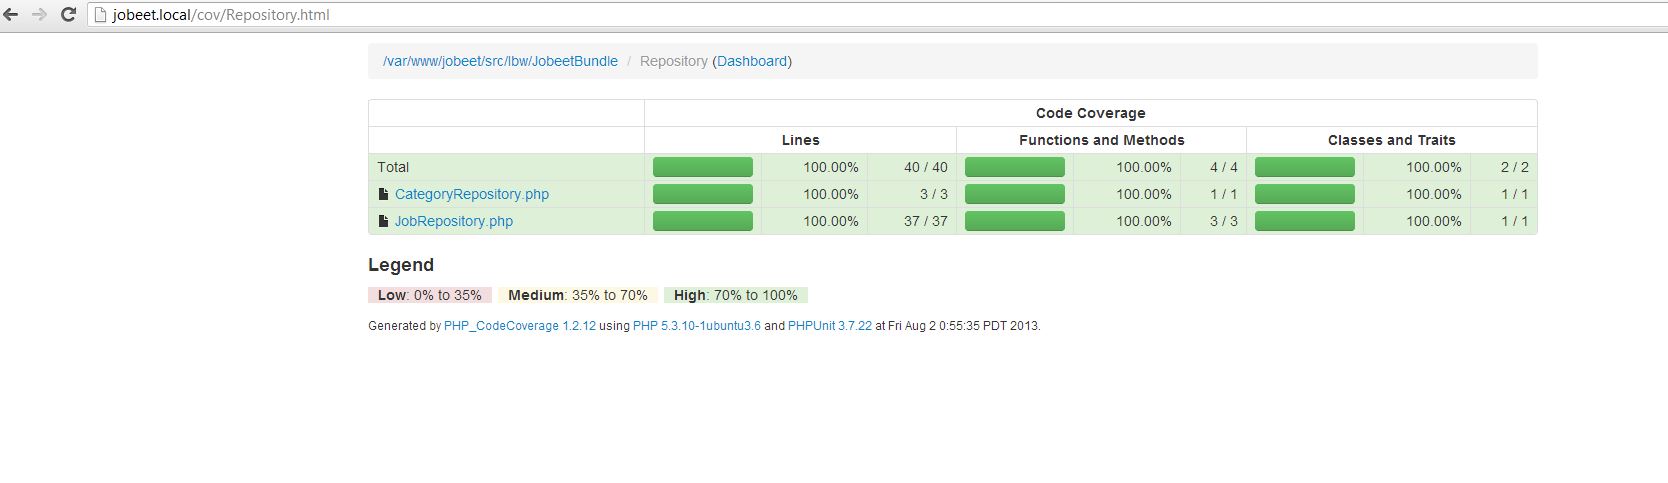 jobeet.local/cov/Repository.html
/var/www/jobeet/src/Ibw/JobeetBundle / Repository (Dashboard)
Code Coverage
Lines Functions and Methods Classes and Traits
Total 100.00% 40 / 40 100.00% 4 / 4 100.00% 2 / 2
CategoryRepository.php 100.00% 3 / 3 100.00% 1 / 1 100.00% 1 / 1
JobRepository.php 100.00% 37 / 37 100.00% 3 / 3 100.00% 1 / 1
Legend
Low: 0% to 35% Medium: 35% to 70% High: 70% to 100%
Generated by PHP_CodeCoverage 1.2.12 using PHP 5.3.10-1ubuntu3.6 and PHPUnit 3.7.22 at Fri Aug 2 0:55:35 PDT 2013.